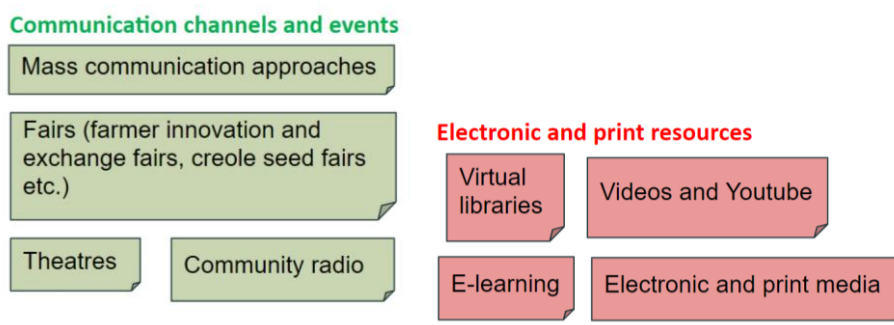 Communication channels and events
Mass communication approaches
Fairs (farmer innovation and
exchange fairs, creole seed fairs
etc.)
Theatres
Community radio
Electronic and print resources
Virtual
libraries
Videos and Youtube
E-learning
Electronic and print media